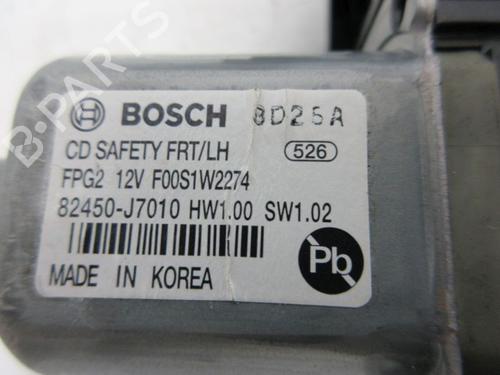 BOSCH 8D25A
CD SAFETY FRT/LH 526
FPG2 12V F00S1W2274
82450-J7010 HW1.00 SW1.02
MADE IN KOREA
Pb
B-PARTS